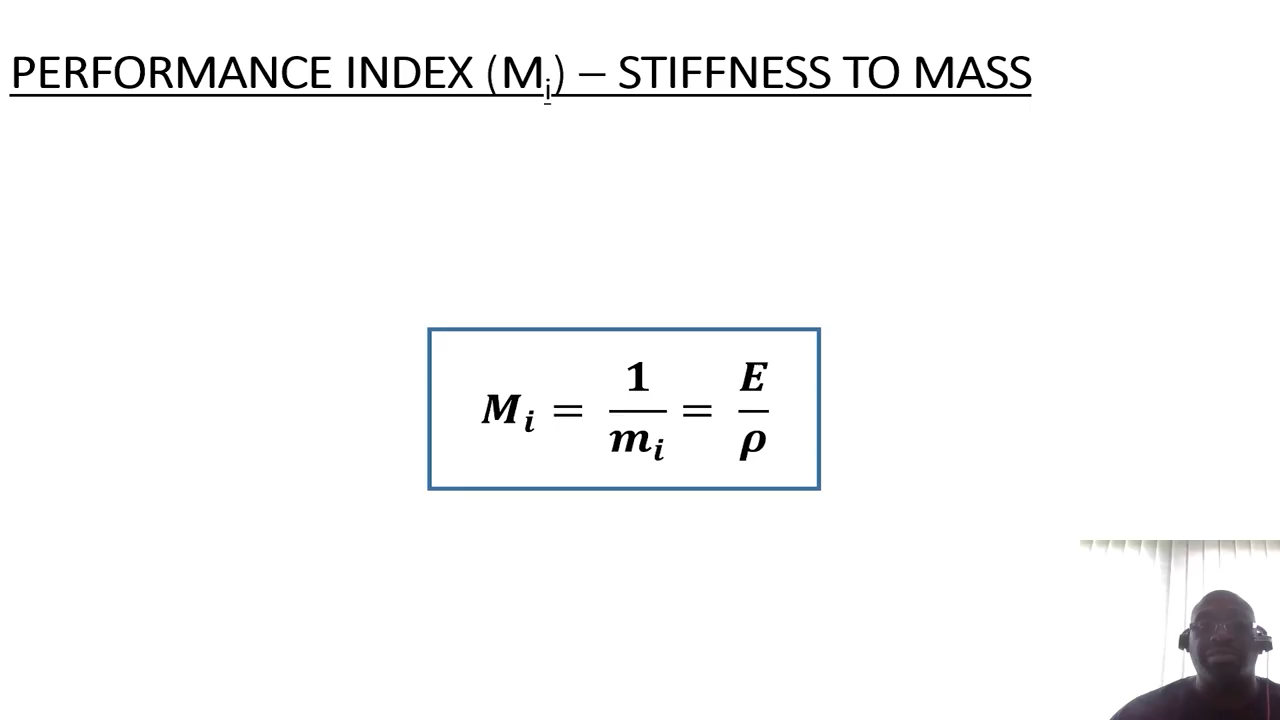 PERFORMANCE INDEX (Mᵢ) – STIFFNESS TO MASS
Mᵢ = 1/mᵢ = E/ρ